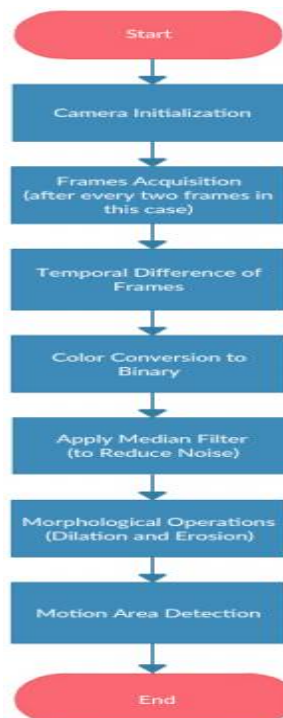 Start
Camera Initialization
Frames Acquisition
(after every two frames in
this case)
Temporal Difference of
Frames
Color Conversion to
Binary
Apply Median Filter
(to Reduce Noise)
Morphological Operations
(Dilation and Erosion)
Motion Area Detection
End